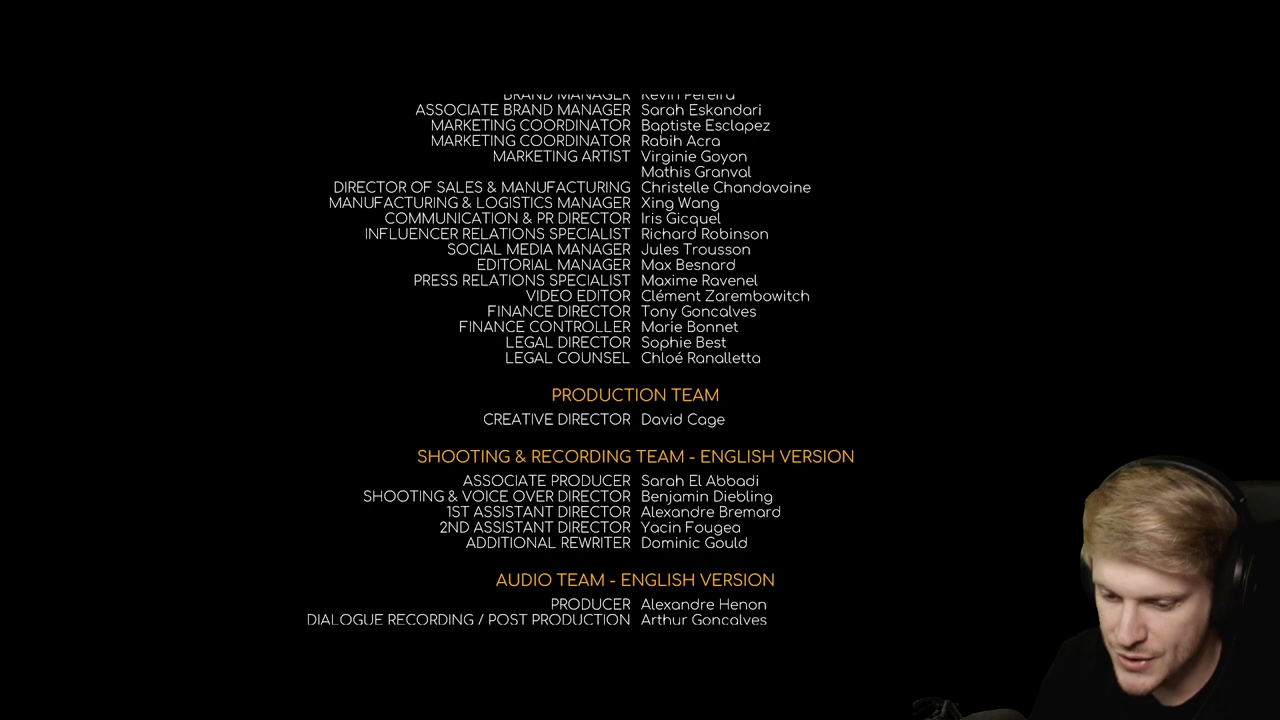 BRAND MANAGER Kevin Pereira
ASSOCIATE BRAND MANAGER Sarah Eskandari
MARKETING COORDINATOR Baptiste Esclapez
MARKETING COORDINATOR Rabih Acra
MARKETING ARTIST Virginie Goyon
Mathis Granval
DIRECTOR OF SALES & MANUFACTURING Christelle Chandavoine
MANUFACTURING & LOGISTICS MANAGER Xing Wang
COMMUNICATION & PR DIRECTOR Iris Gicquel
INFLUENCER RELATIONS SPECIALIST Richard Robinson
SOCIAL MEDIA MANAGER Jules Trousson
EDITORIAL MANAGER Max Besnard
PRESS RELATIONS SPECIALIST Maxime Ravenel
VIDEO EDITOR Clément Zarembowitch
FINANCE DIRECTOR Tony Goncalves
FINANCE CONTROLLER Marie Bonnet
LEGAL DIRECTOR Sophie Best
LEGAL COUNSEL Chloé Ranalletta
PRODUCTION TEAM
CREATIVE DIRECTOR David Cage
SHOOTING & RECORDING TEAM - ENGLISH VERSION
ASSOCIATE PRODUCER Sarah El Abbadi
SHOOTING & VOICE OVER DIRECTOR Benjamin Diebling
1ST ASSISTANT DIRECTOR Alexandre Bremard
2ND ASSISTANT DIRECTOR Yacin Fougea
ADDITIONAL REWRITER Dominic Gould
AUDIO TEAM - ENGLISH VERSION
PRODUCER Alexandre Henon
DIALOGUE RECORDING / POST PRODUCTION Arthur Goncalves